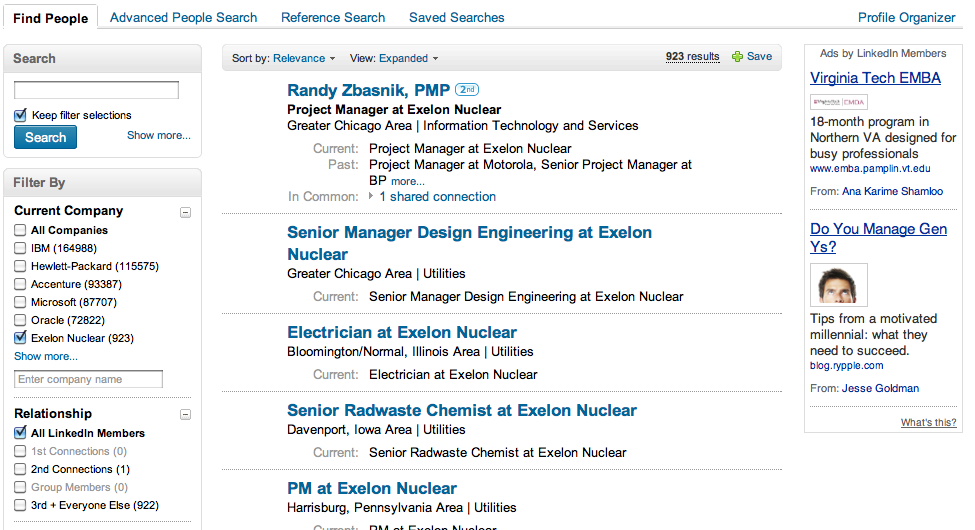 Find People
Advanced People Search
Reference Search
Saved Searches
Profile Organizer
Search
Keep filter selections
Search
Show more...
Filter By
Current Company
All Companies
IBM (164988)
Hewlett-Packard (115575)
Accenture (93387)
Microsoft (87707)
Oracle (72822)
Exelon Nuclear (923)
Show more...
Enter company name
Relationship
All LinkedIn Members
1st Connections (0)
2nd Connections (1)
Group Members (0)
3rd + Everyone Else (922)
Sort by: Relevance
View: Expanded
923 results
Save
Randy Zbasnik, PMP 2nd
Project Manager at Exelon Nuclear
Greater Chicago Area | Information Technology and Services
Current: Project Manager at Exelon Nuclear
Past: Project Manager at Motorola, Senior Project Manager at
BP more...
In Common: 1 shared connection
Senior Manager Design Engineering at Exelon
Nuclear
Greater Chicago Area | Utilities
Current: Senior Manager Design Engineering at Exelon Nuclear
Electrician at Exelon Nuclear
Bloomington/Normal, Illinois Area | Utilities
Current: Electrician at Exelon Nuclear
Senior Radwaste Chemist at Exelon Nuclear
Davenport, Iowa Area | Utilities
Current: Senior Radwaste Chemist at Exelon Nuclear
PM at Exelon Nuclear
Harrisburg, Pennsylvania Area | Utilities
Current: PM at Exelon Nuclear
Ads by LinkedIn Members
Virginia Tech EMBA
EMBA
18-month program in
Northern VA designed for
busy professionals
www.emba.pamplin.vt.edu
From: Ana Karime Shamloo
Do You Manage Gen
Ys?
Tips from a motivated
millennial: what they
need to succeed.
blog.rypple.com
From: Jesse Goldman
What's this?